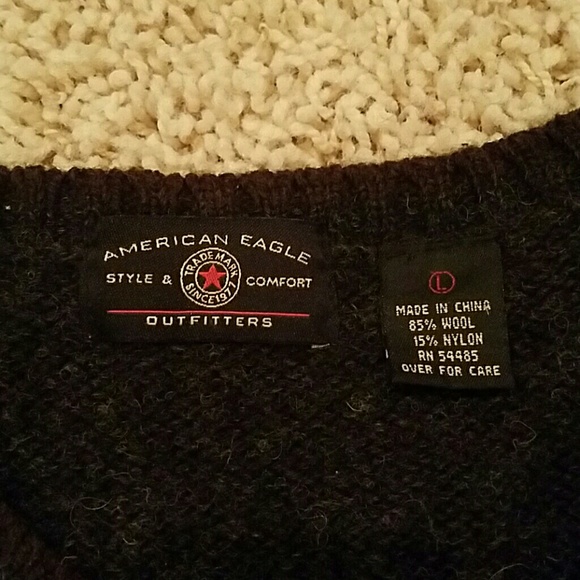 AMERICAN EAGLE
STYLE & TRADEMARK SINCE 1977 COMFORT
OUTFITTERS
L
MADE IN CHINA
85% WOOL
15% NYLON
RN 54485
OVER FOR CARE